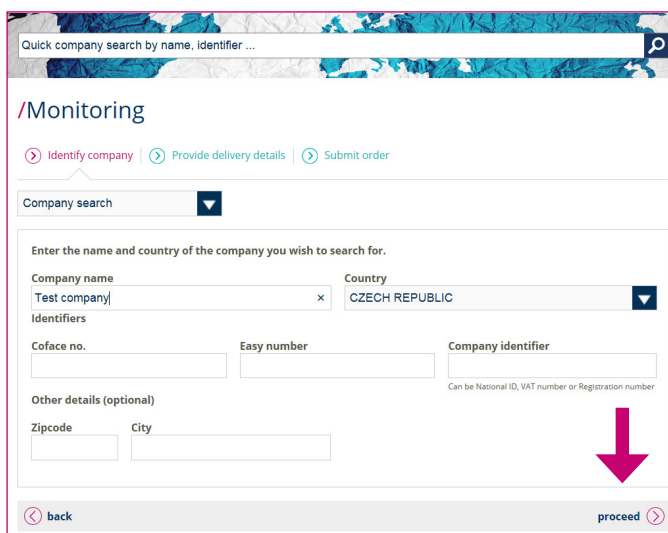 Quick company search by name, identifier ...
/Monitoring
Identify company Provide delivery details Submit order
Company search
Enter the name and country of the company you wish to search for.
Company name Country
Test company × CZECH REPUBLIC
Identifiers
Coface no. Easy number Company identifier
Can be National ID, VAT number or Registration number
Other details (optional)
Zipcode City
back proceed